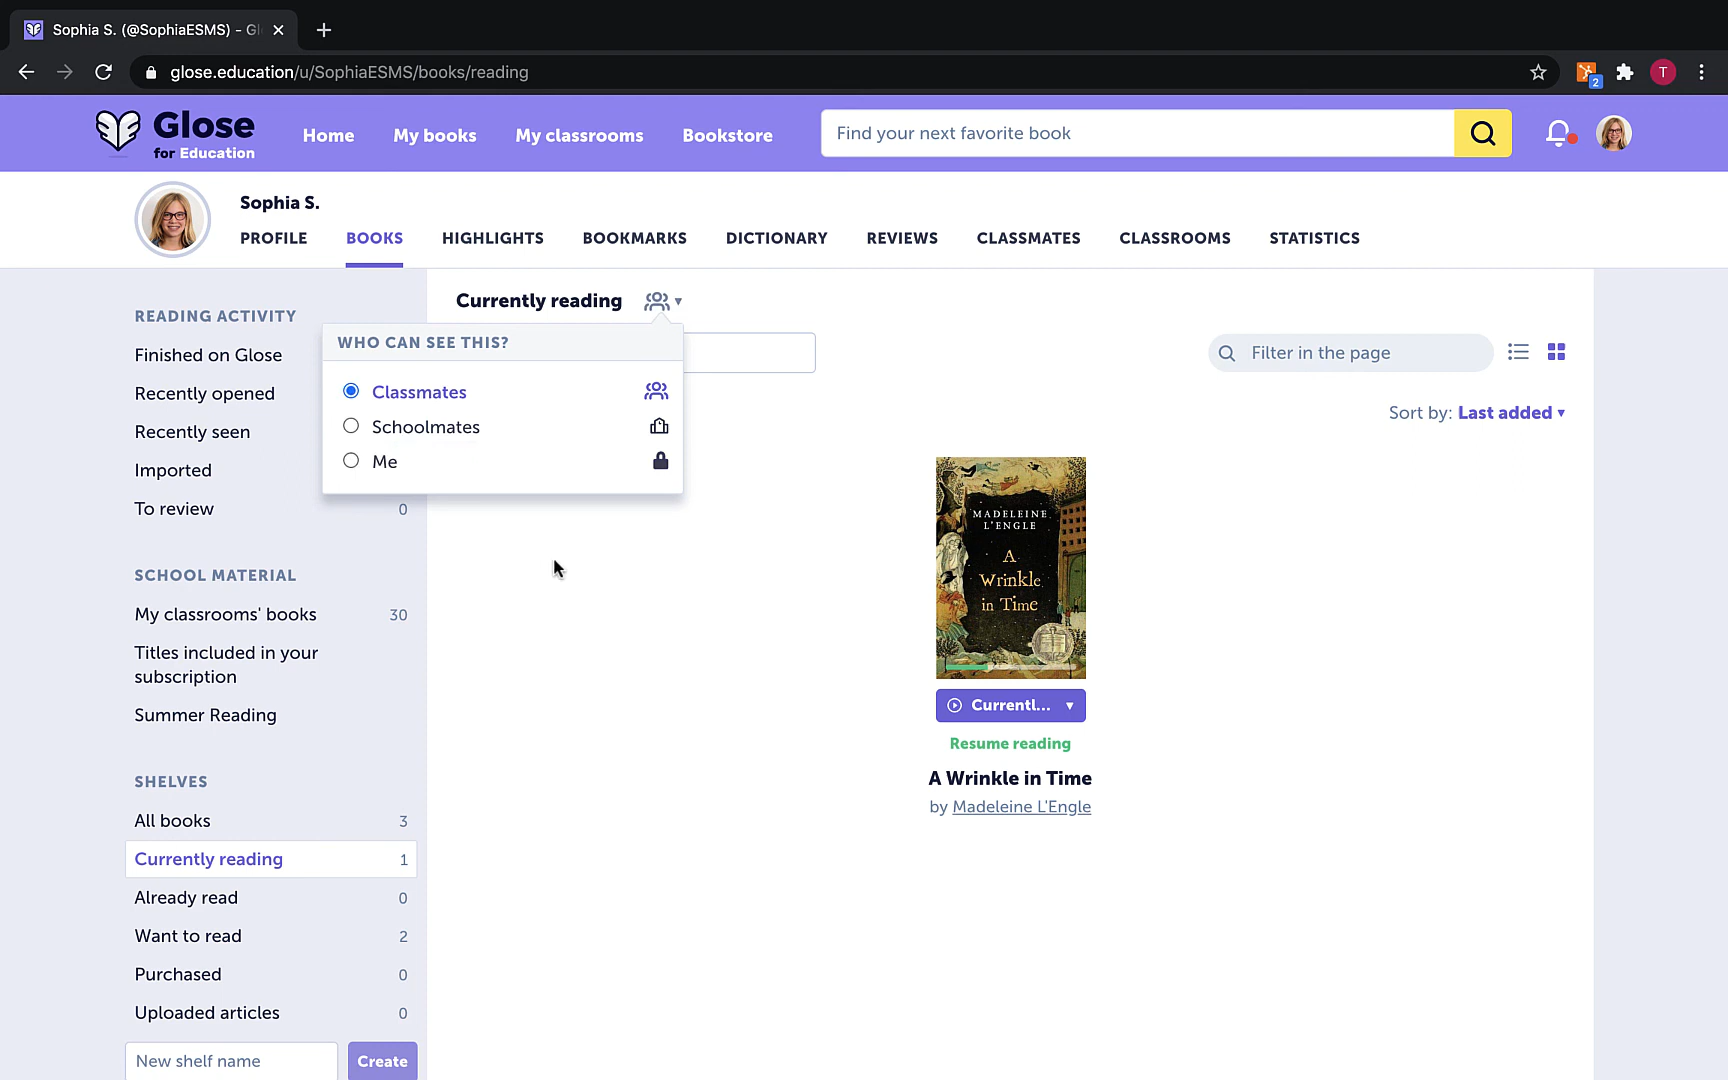 Sophia S. (@SophiaESMS) - Gl
glose.education/u/SophiaESMS/books/reading
2
T
Glose
for Education
Home
My books
My classrooms
Bookstore
Find your next favorite book
Sophia S.
PROFILE
BOOKS
HIGHLIGHTS
BOOKMARKS
DICTIONARY
REVIEWS
CLASSMATES
CLASSROOMS
STATISTICS
READING ACTIVITY
Finished on Glose
Recently opened
Recently seen
Imported
To review 0
SCHOOL MATERIAL
My classrooms' books 30
Titles included in your
subscription
Summer Reading
SHELVES
All books 3
Currently reading 1
Already read 0
Want to read 2
Purchased 0
Uploaded articles 0
New shelf name
Create
Currently reading
WHO CAN SEE THIS?
Classmates
Schoolmates
Me
Filter in the page
Sort by: Last added
MADELEINE
L'ENGLE
A
Wrinkle
in Time
Currentl...
Resume reading
A Wrinkle in Time
by Madeleine L'Engle